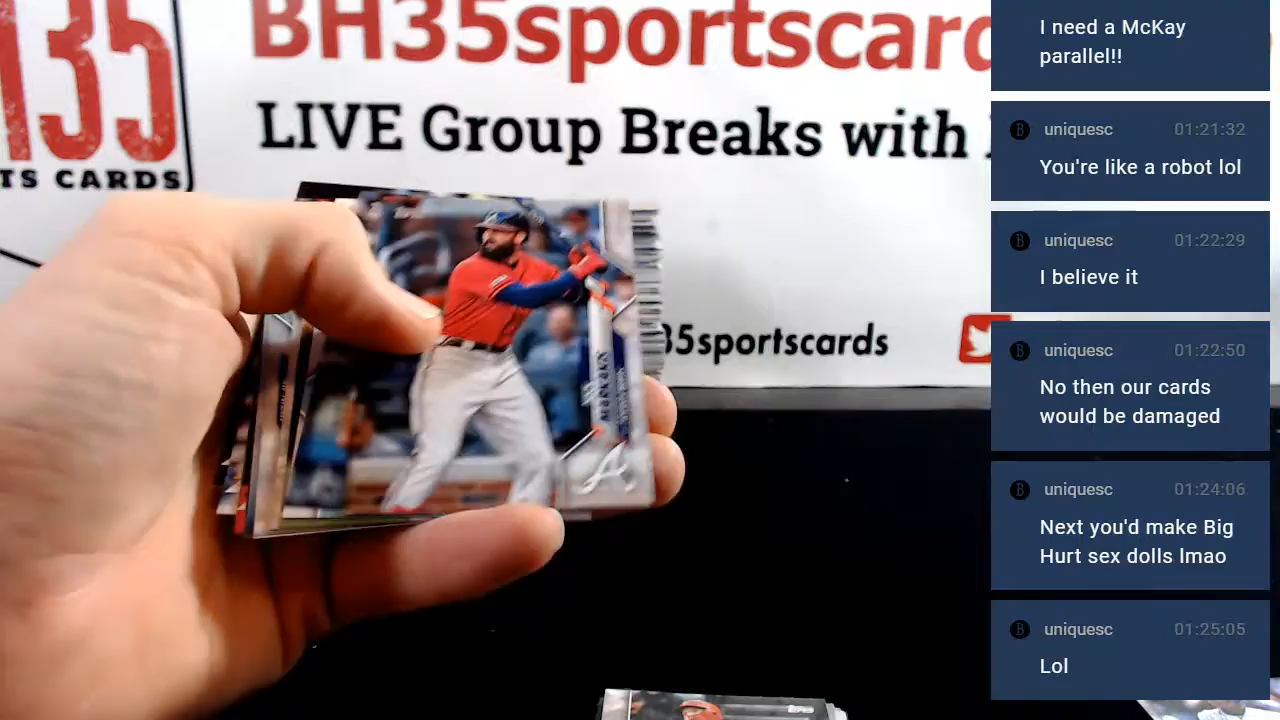 135
TS CARDS
BH35sportscard
LIVE Group Breaks with
35sportscards
MARKAKIS
A
topps
I need a McKay
parallel!!
uniquesc 01:21:32
You're like a robot lol
uniquesc 01:22:29
I believe it
uniquesc 01:22:50
No then our cards
would be damaged
uniquesc 01:24:06
Next you'd make Big
Hurt sex dolls lmao
uniquesc 01:25:05
Lol